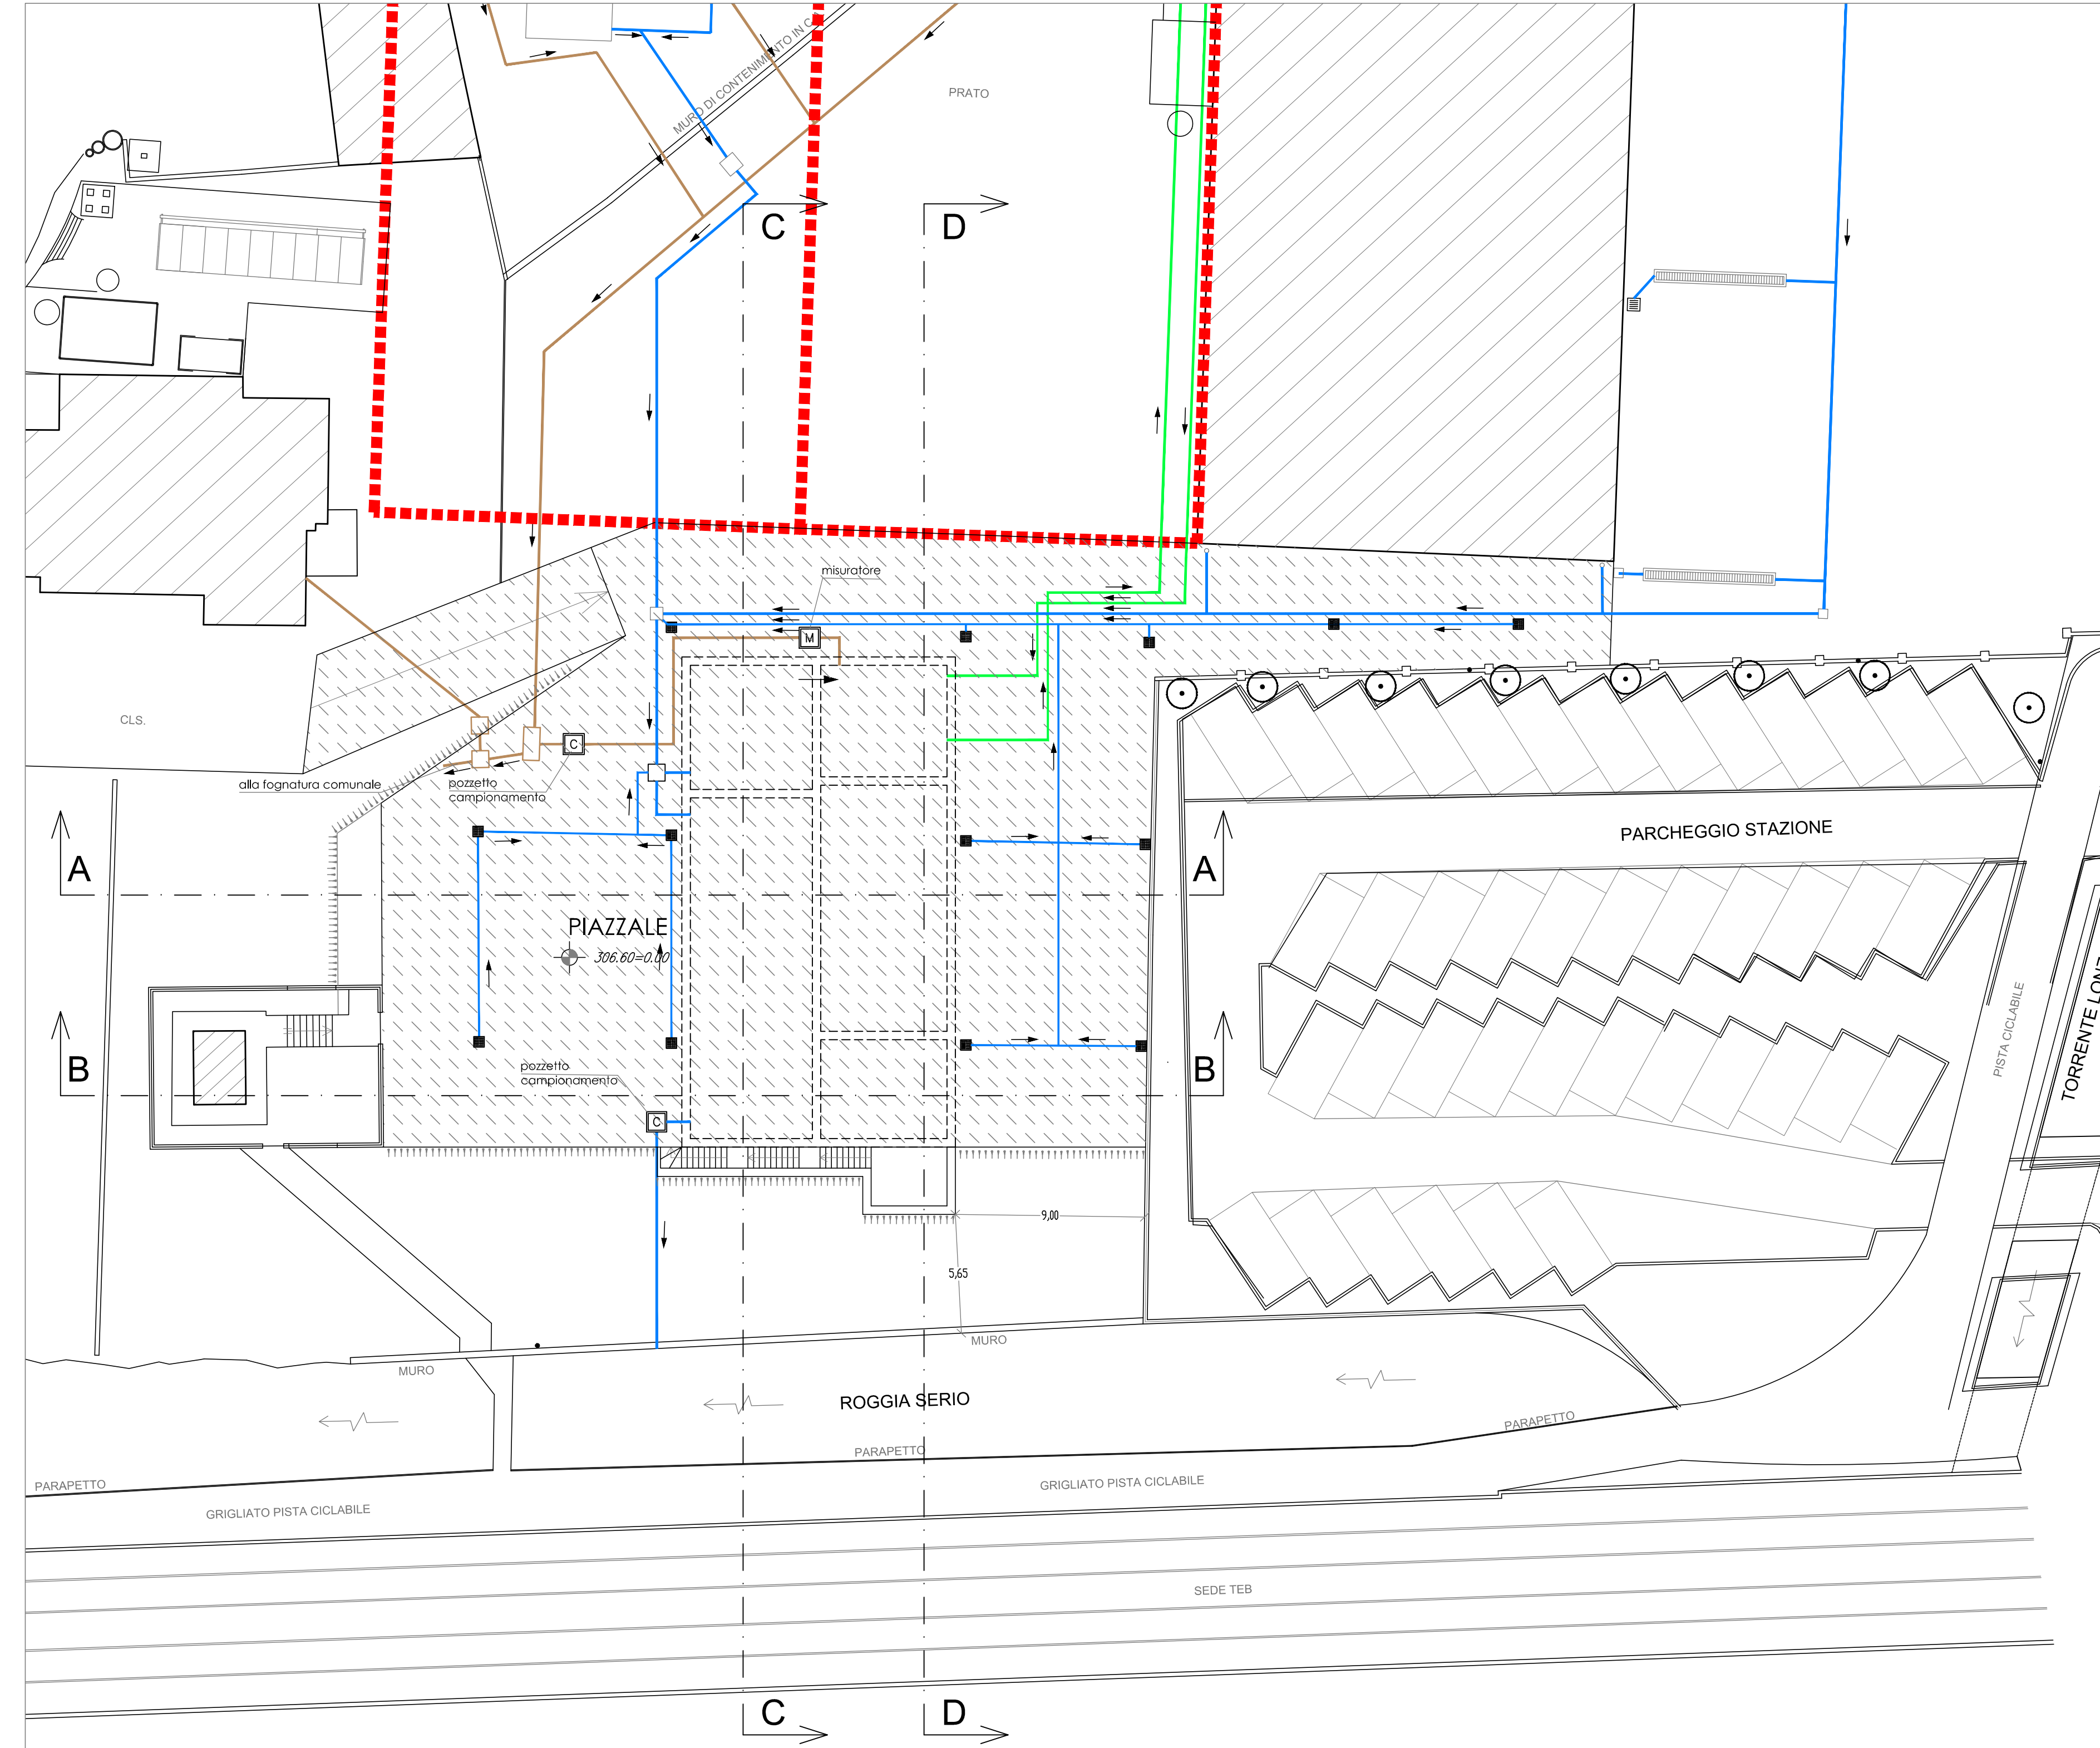 MURO DI CONTENIMENTO IN C.
PRATO
C
D
misuratore
M
CLS.
C
alla fognatura comunale
pozzetto
campionamento
PARCHEGGIO STAZIONE
A
A
PIAZZALE
306.60=0.00
PISTA CICLABILE
B
B
pozzetto
campionamento
C
9,00
5,65
MURO
MURO
ROGGIA SERIO
PARAPETTO
PARAPETTO
PARAPETTO
GRIGLIATO PISTA CICLABILE
GRIGLIATO PISTA CICLABILE
TORRENTE
SEDE TEB
C
D